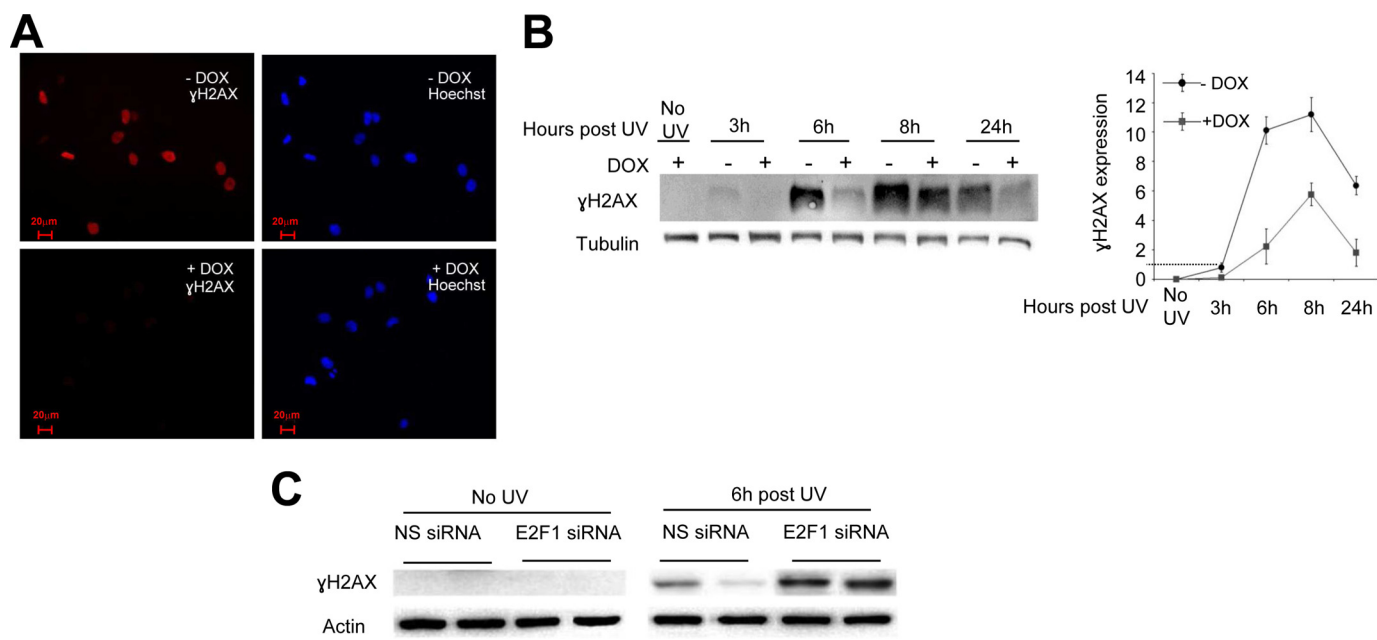 A
- DOX
ɣH2AX
- DOX
Hoechst
20µm
20µm
+ DOX
ɣH2AX
+ DOX
Hoechst
20µm
20µm
B
Hours post UV
No
UV
3h
6h
8h
24h
DOX
+ - + - + - + - +
ɣH2AX
Tubulin
ɣH2AX expression
14
12
10
8
6
4
2
0
- DOX
+DOX
Hours post UV
No
UV
3h
6h
8h
24h
C
No UV
6h post UV
NS siRNA
E2F1 siRNA
NS siRNA
E2F1 siRNA
ɣH2AX
Actin